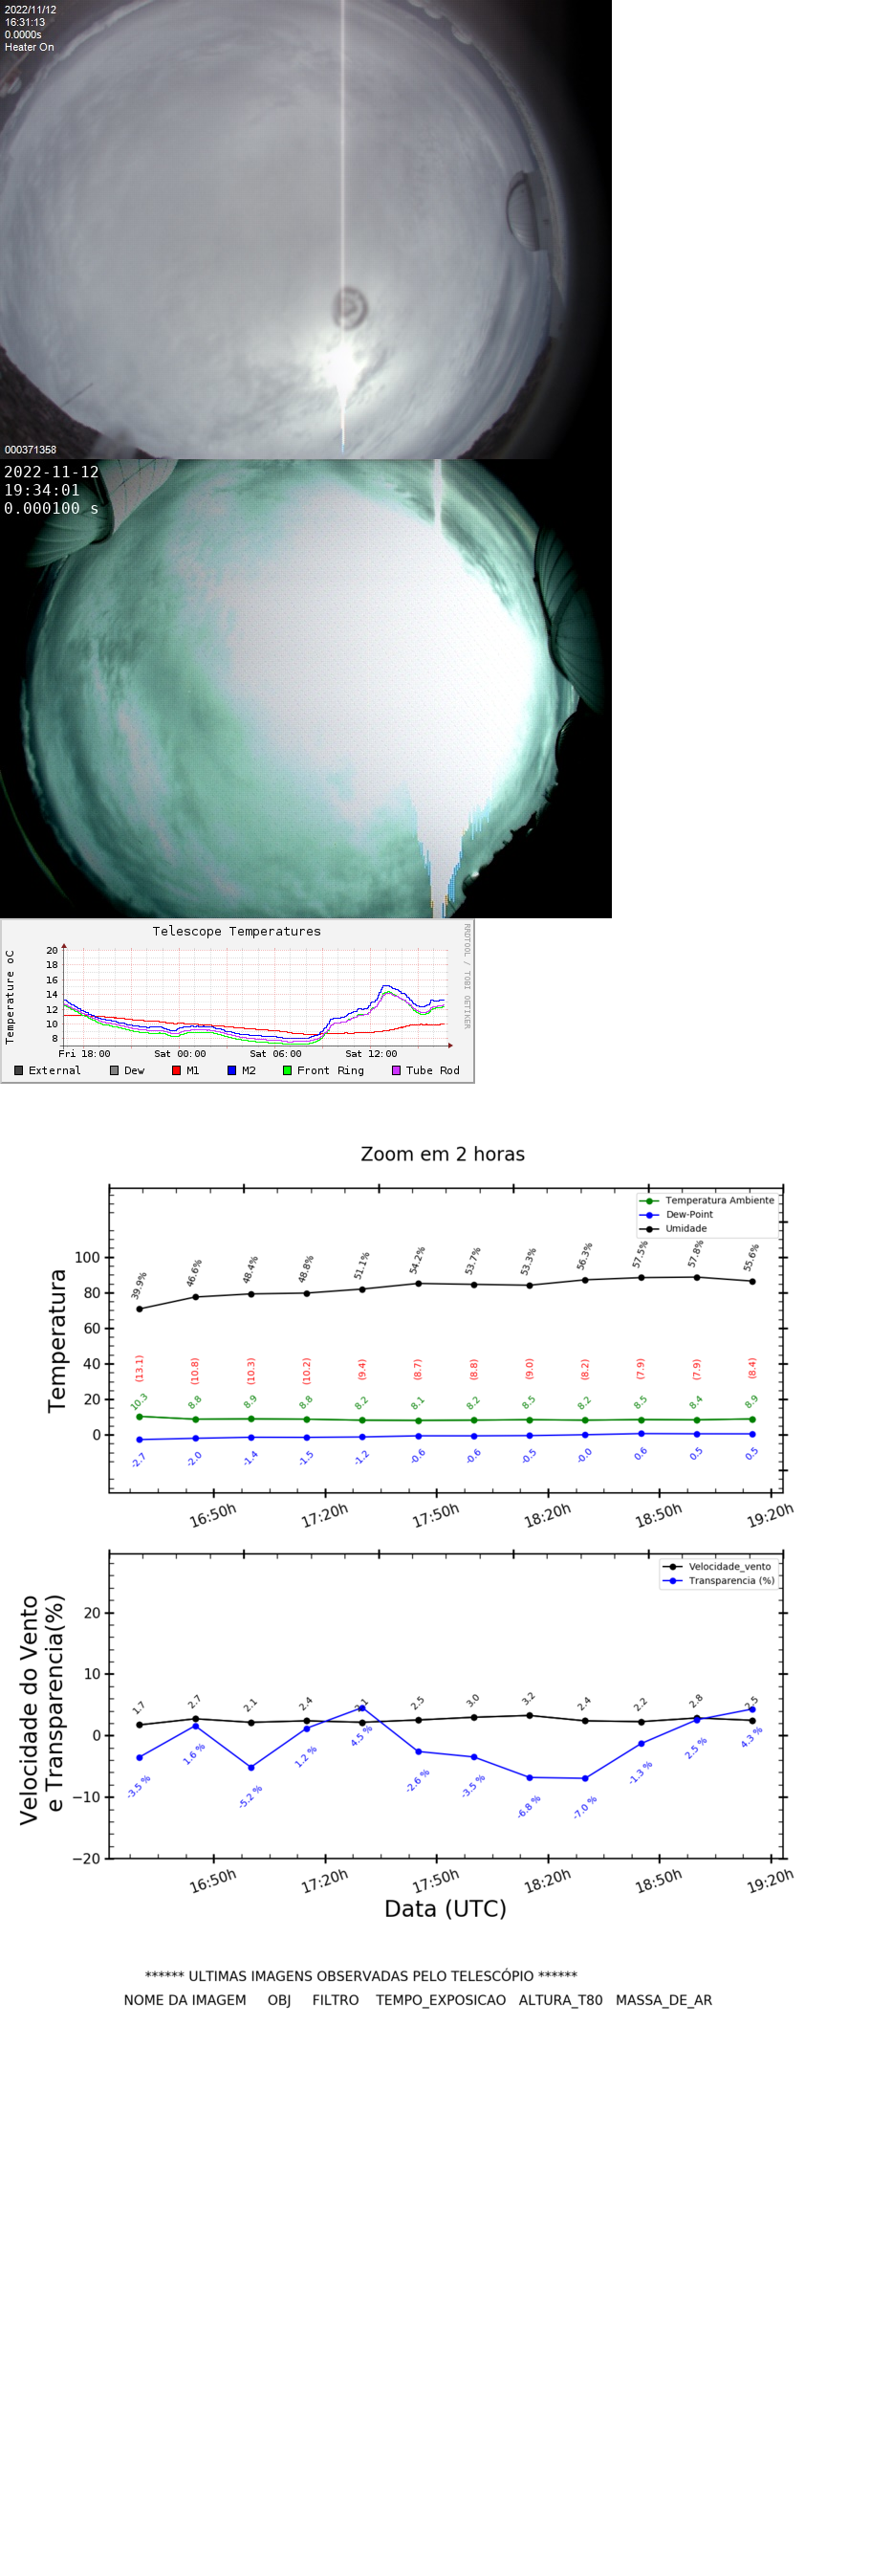 2022/11/12
16:31:13
0.0000s
Heater On
000371358
2022-11-12
19:34:01
0.000100 s
Telescope Temperatures
RRDTOOL / TOBI OETIKER
Temperature oC
20
18
16
14
12
10
8
Fri 18:00 Sat 00:00 Sat 06:00 Sat 12:00
External Dew M1 M2 Front Ring Tube Rod
Zoom em 2 horas
Temperatura Ambiente
Dew-Point
Umidade
Temperatura
100
80
60
40
20
0
39.9% 46.6% 48.4% 48.8% 51.1% 54.2% 53.7% 53.3% 56.3% 57.5% 57.8% 55.6%
(13.1) (10.8) (10.3) (10.2) (9.4) (8.7) (8.8) (9.0) (8.2) (7.9) (7.9) (8.4)
10.3 8.8 8.9 8.8 8.2 8.1 8.2 8.5 8.2 8.5 8.4 8.9
-2.7 -2.0 -1.4 -1.5 -1.2 -0.6 -0.6 -0.5 -0.0 0.6 0.5 0.5
16:50h 17:20h 17:50h 18:20h 18:50h 19:20h
Velocidade_vento
Transparencia (%)
Velocidade do Vento
e Transparencia(%)
20
10
0
−10
−20
1.7 2.7 2.1 2.4 2.1 2.5 3.0 3.2 2.4 2.2 2.8 2.5
-3.5 % 1.6 % -5.2 % 1.2 % 4.5 % -2.6 % -3.5 % -6.8 % -7.0 % -1.3 % 2.5 % 4.3 %
16:50h 17:20h 17:50h 18:20h 18:50h 19:20h
Data (UTC)
****** ULTIMAS IMAGENS OBSERVADAS PELO TELESCÓPIO ******
NOME DA IMAGEM OBJ FILTRO TEMPO_EXPOSICAO ALTURA_T80 MASSA_DE_AR